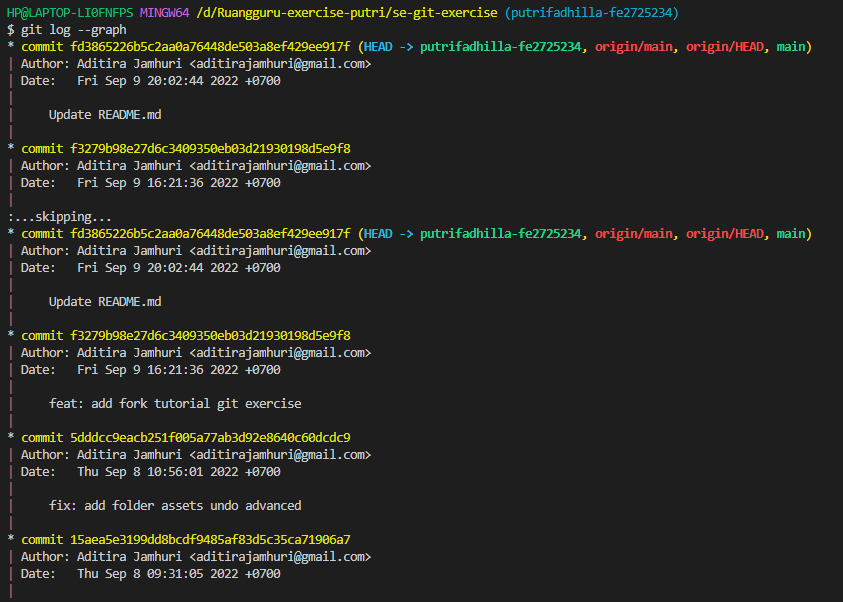 HP@LAPTOP-LI0FNFPS MINGW64 /d/Ruangguru-exercise-putri/se-git-exercise (putrifadhilla-fe2725234)
$ git log --graph
* commit fd3865226b5c2aa0a76448de503a8ef429ee917f (HEAD -> putrifadhilla-fe2725234, origin/main, origin/HEAD, main)
| Author: Aditira Jamhuri <aditirajamhuri@gmail.com>
| Date:   Fri Sep 9 20:02:44 2022 +0700
|
|     Update README.md
|
* commit f3279b98e27d6c3409350eb03d21930198d5e9f8
| Author: Aditira Jamhuri <aditirajamhuri@gmail.com>
| Date:   Fri Sep 9 16:21:36 2022 +0700
|
:...skipping...
* commit fd3865226b5c2aa0a76448de503a8ef429ee917f (HEAD -> putrifadhilla-fe2725234, origin/main, origin/HEAD, main)
| Author: Aditira Jamhuri <aditirajamhuri@gmail.com>
| Date:   Fri Sep 9 20:02:44 2022 +0700
|
|     Update README.md
|
* commit f3279b98e27d6c3409350eb03d21930198d5e9f8
| Author: Aditira Jamhuri <aditirajamhuri@gmail.com>
| Date:   Fri Sep 9 16:21:36 2022 +0700
|
|     feat: add fork tutorial git exercise
|
* commit 5dddcc9eacb251f005a77ab3d92e8640c60dcdc9
| Author: Aditira Jamhuri <aditirajamhuri@gmail.com>
| Date:   Thu Sep 8 10:56:01 2022 +0700
|
|     fix: add folder assets undo advanced
|
* commit 15aea5e3199dd8bcdf9485af83d5c35ca71906a7
| Author: Aditira Jamhuri <aditirajamhuri@gmail.com>
| Date:   Thu Sep 8 09:31:05 2022 +0700
|